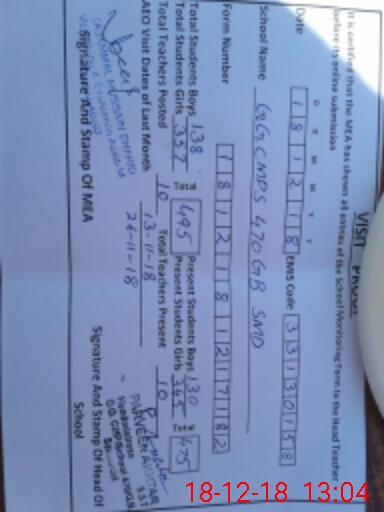 VISIT PROOF
It is certified that the MEA has shown all entries of the School Monitoring Form to the Head Teacher
before its online submission
D D M M Y Y
Date 1 8 1 2 1 8 EMIS Code 3 3 1 3 0 1 5 8
School Name GGCMPS 470 GB SMD
Form Number 1 8 1 2 1 8 1 2 1 7 1 8 2
Total Students Boys 138 Total 495 Present Students Boys 130 Total 475
Total Students Girls 357 Present Students Girls 345
Total Teachers Posted 10 Total Teachers Present 10
AEO Visit Dates of Last Month 13-11-18
26-11-18
PARVEEN AKHTAR
S.S.T
Signature And Stamp Of MEA
Signature And Stamp Of Head Of
School
18-12-18 13:04